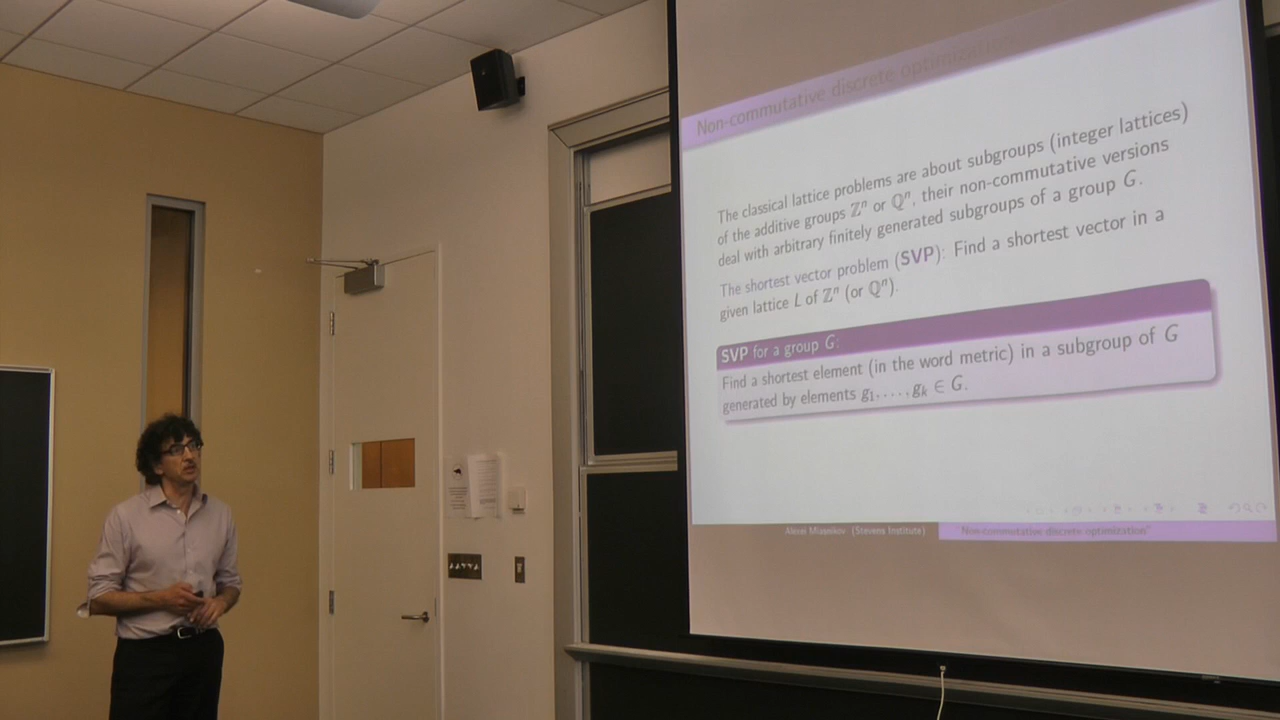 Non-commutative discrete optimization
The classical lattice problems are about subgroups (integer lattices)
of the additive groups ℤⁿ or ℚⁿ, their non-commutative versions
deal with arbitrary finitely generated subgroups of a group G.
The shortest vector problem (SVP): Find a shortest vector in a
given lattice L of ℤⁿ (or ℚⁿ).
SVP for a group G:
Find a shortest element (in the word metric) in a subgroup of G
generated by elements g₁, . . . , gₖ ∈ G.
Alexei Miasnikov (Stevens Institute)
Non-commutative discrete optimization"